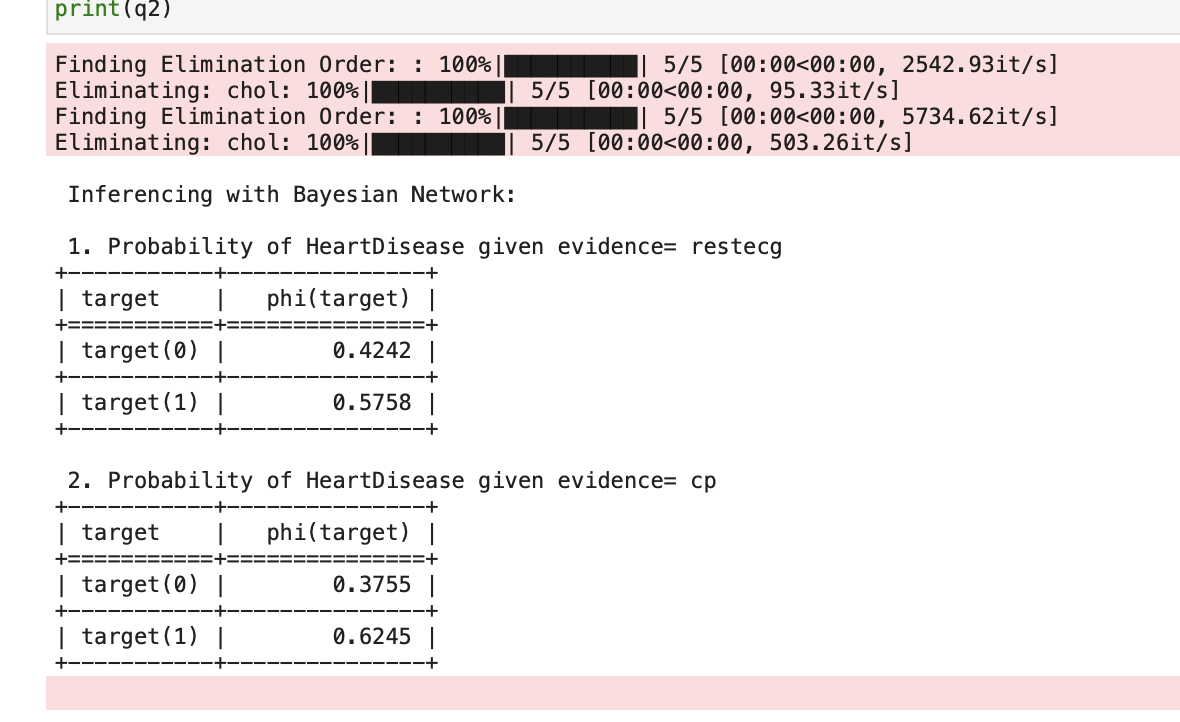 print(q2)
Finding Elimination Order: : 100%|██████████| 5/5 [00:00<00:00, 2542.93it/s]
Eliminating: chol: 100%|██████████| 5/5 [00:00<00:00, 95.33it/s]
Finding Elimination Order: : 100%|██████████| 5/5 [00:00<00:00, 5734.62it/s]
Eliminating: chol: 100%|██████████| 5/5 [00:00<00:00, 503.26it/s]
Inferencing with Bayesian Network:
1. Probability of HeartDisease given evidence= restecg
+-----------+---------------+
| target    |   phi(target) |
+===========+===============+
| target(0) |        0.4242 |
+-----------+---------------+
| target(1) |        0.5758 |
+-----------+---------------+
2. Probability of HeartDisease given evidence= cp
+-----------+---------------+
| target    |   phi(target) |
+===========+===============+
| target(0) |        0.3755 |
+-----------+---------------+
| target(1) |        0.6245 |
+-----------+---------------+